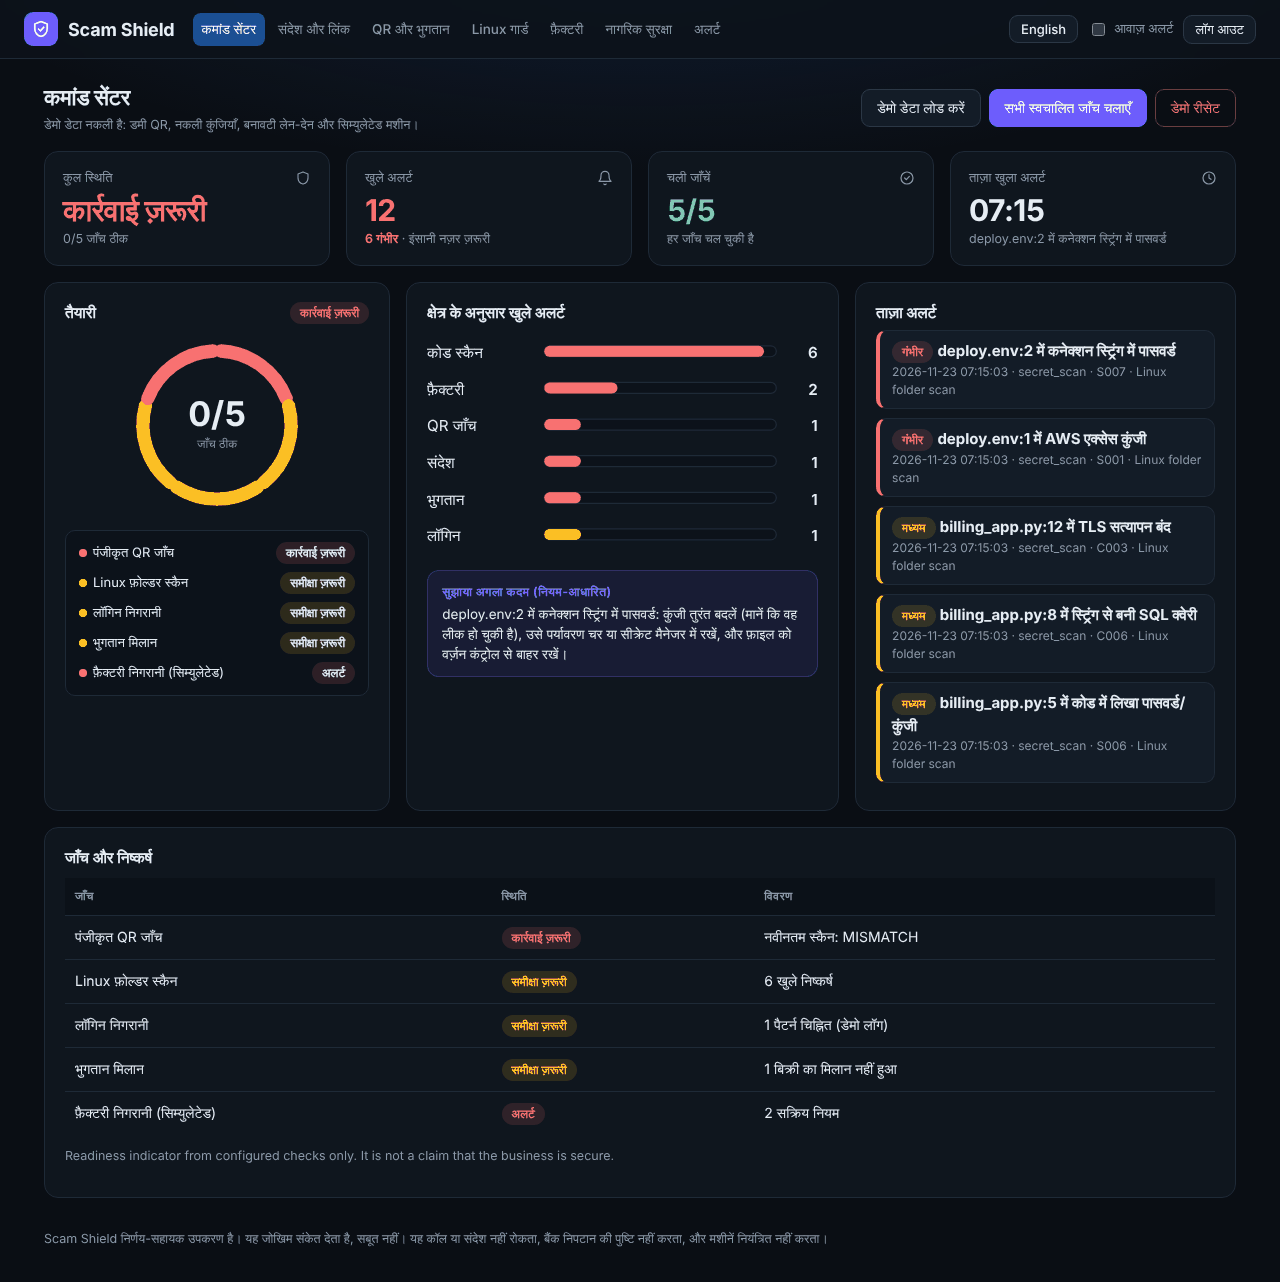 Scam Shield
कमांड सेंटर
संदेश और लिंक
QR और भुगतान
Linux गार्ड
फ़ैक्टरी
नागरिक सुरक्षा
अलर्ट
English
आवाज़ अलर्ट
लॉग आउट
कमांड सेंटर
डेमो डेटा नकली है: डमी QR, नकली कुंजियाँ, बनावटी लेन-देन और सिम्युलेटेड मशीन।
डेमो डेटा लोड करें
सभी स्वचालित जाँच चलाएँ
डेमो रीसेट
कुल स्थिति
कार्रवाई ज़रूरी
0/5 जाँच ठीक
खुले अलर्ट
12
6 गंभीर · इंसानी नज़र ज़रूरी
चली जाँचें
5/5
हर जाँच चल चुकी है
ताज़ा खुला अलर्ट
07:15
deploy.env:2 में कनेक्शन स्ट्रिंग में पासवर्ड
तैयारी
कार्रवाई ज़रूरी
0/5
जाँच ठीक
पंजीकृत QR जाँच
कार्रवाई ज़रूरी
Linux फ़ोल्डर स्कैन
समीक्षा ज़रूरी
लॉगिन निगरानी
समीक्षा ज़रूरी
भुगतान मिलान
समीक्षा ज़रूरी
फ़ैक्टरी निगरानी (सिम्युलेटेड)
अलर्ट
क्षेत्र के अनुसार खुले अलर्ट
कोड स्कैन 6
फ़ैक्टरी 2
QR जाँच 1
संदेश 1
भुगतान 1
लॉगिन 1
सुझाया अगला कदम (नियम-आधारित)
deploy.env:2 में कनेक्शन स्ट्रिंग में पासवर्ड: कुंजी तुरंत बदलें (मानें कि वह
लीक हो चुकी है), उसे पर्यावरण चर या सीक्रेट मैनेजर में रखें, और फ़ाइल को
वर्ज़न कंट्रोल से बाहर रखें।
ताज़ा अलर्ट
गंभीर deploy.env:2 में कनेक्शन स्ट्रिंग में पासवर्ड
2026-11-23 07:15:03 · secret_scan · S007 · Linux
folder scan
गंभीर deploy.env:1 में AWS एक्सेस कुंजी
2026-11-23 07:15:03 · secret_scan · S001 · Linux folder
scan
मध्यम billing_app.py:12 में TLS सत्यापन बंद
2026-11-23 07:15:03 · secret_scan · C003 · Linux
folder scan
मध्यम billing_app.py:8 में स्ट्रिंग से बनी SQL क्वेरी
2026-11-23 07:15:03 · secret_scan · C006 · Linux
folder scan
मध्यम billing_app.py:5 में कोड में लिखा पासवर्ड/
कुंजी
2026-11-23 07:15:03 · secret_scan · S006 · Linux
folder scan
जाँच और निष्कर्ष
जाँच स्थिति विवरण
पंजीकृत QR जाँच कार्रवाई ज़रूरी नवीनतम स्कैन: MISMATCH
Linux फ़ोल्डर स्कैन समीक्षा ज़रूरी 6 खुले निष्कर्ष
लॉगिन निगरानी समीक्षा ज़रूरी 1 पैटर्न चिह्नित (डेमो लॉग)
भुगतान मिलान समीक्षा ज़रूरी 1 बिक्री का मिलान नहीं हुआ
फ़ैक्टरी निगरानी (सिम्युलेटेड) अलर्ट 2 सक्रिय नियम
Readiness indicator from configured checks only. It is not a claim that the business is secure.
Scam Shield निर्णय-सहायक उपकरण है। यह जोखिम संकेत देता है, सबूत नहीं। यह कॉल या संदेश नहीं रोकता, बैंक निपटान की पुष्टि नहीं करता, और मशीनें नियंत्रित नहीं करता।